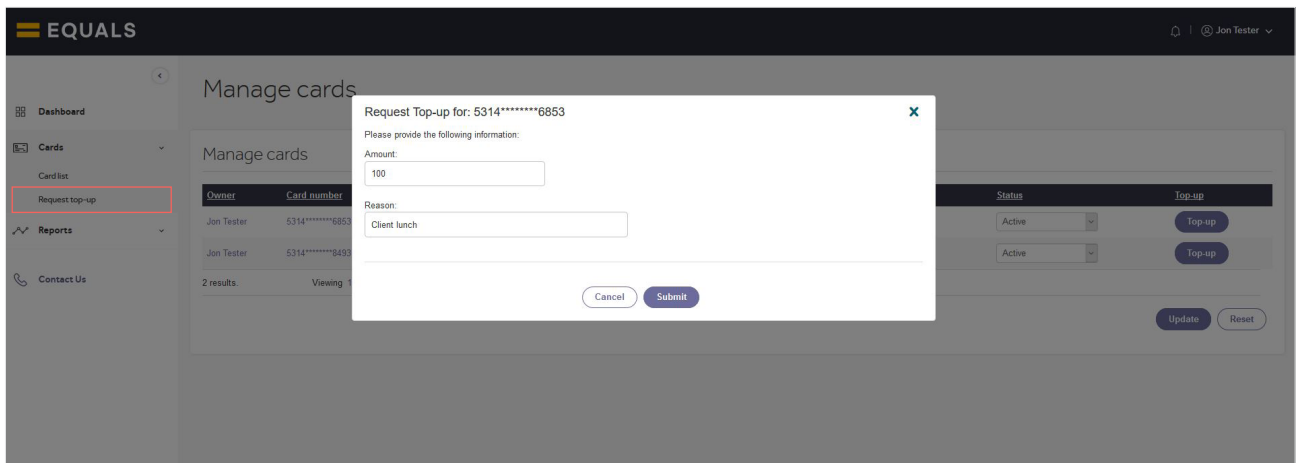 EQUALS
Jon Tester
Manage cards
Dashboard
Request Top-up for: 5314********6853
Please provide the following information:
Cards
Manage cards
Amount:
100
Card list
Request top-up
Owner Card number Status Top-up
Reason:
Client lunch
Jon Tester 5314********6853 Active Top-up
Reports
Jon Tester 5314********8493 Active Top-up
Contact Us
2 results. Viewing 1
Cancel Submit
Update Reset